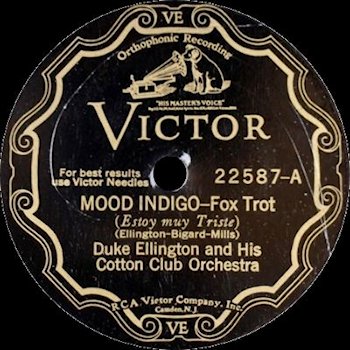 VE
Orthophonic Recording
"HIS MASTER'S VOICE"
VICTOR
For best results
use Victor Needles
22587-A
MOOD INDIGO–Fox Trot
(Estoy muy Triste)
(Ellington-Bigard-Mills)
Duke Ellington and His
Cotton Club Orchestra
RCA Victor Company, Inc.
Camden, N.J.
VE